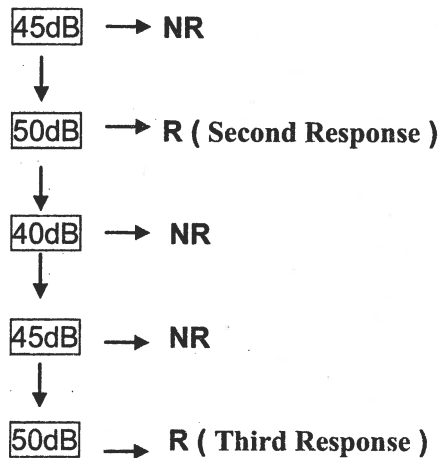 45dB → NR
50dB → R ( Second Response )
40dB → NR
45dB → NR
50dB → R ( Third Response )